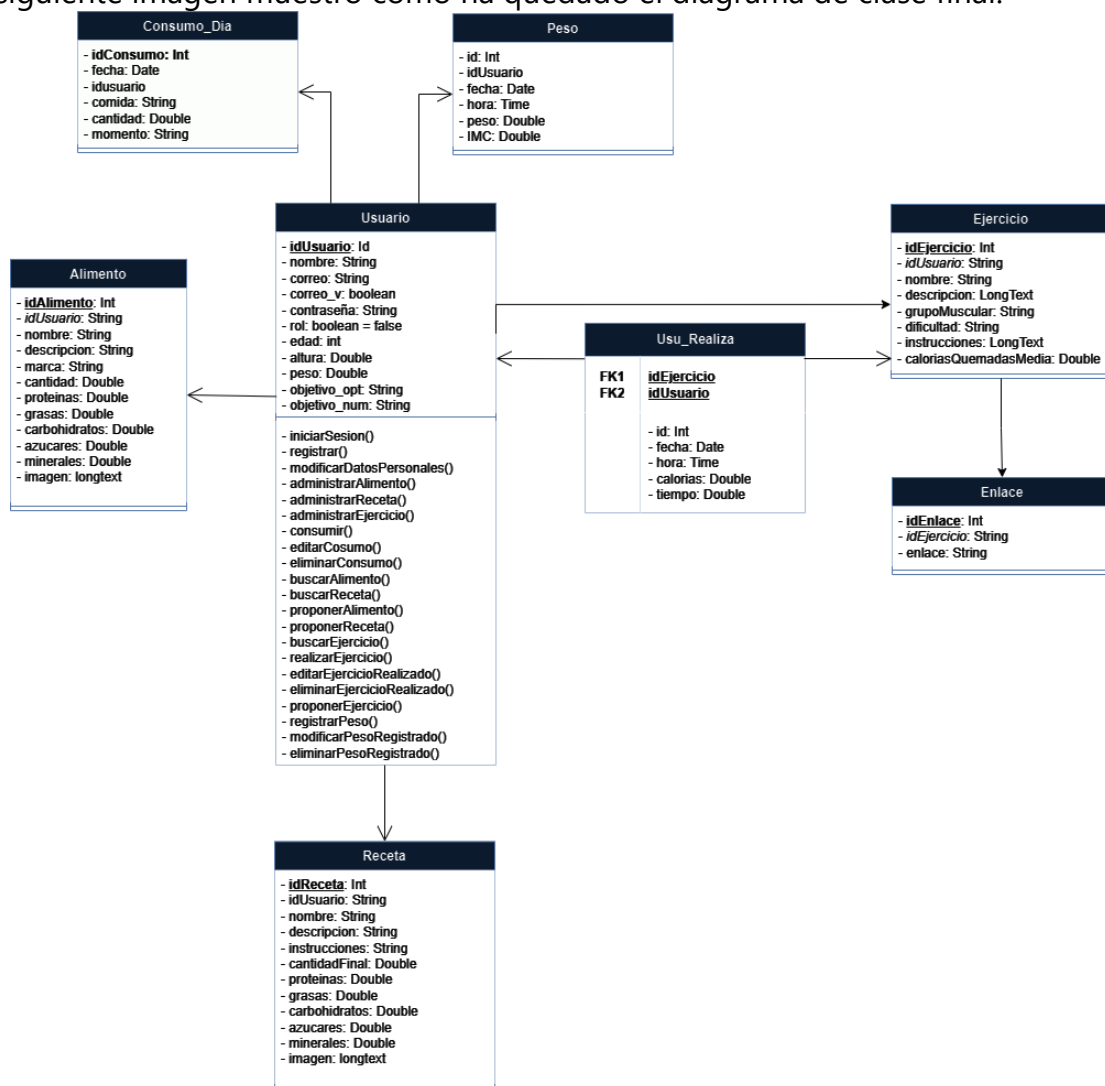 siguiente imagen muestro como ha quedado el diagrama de clase final.
Consumo_Dia
- idConsumo: Int
- fecha: Date
- idusuario
- comida: String
- cantidad: Double
- momento: String
Peso
- id: Int
- idUsuario
- fecha: Date
- hora: Time
- peso: Double
- IMC: Double
Usuario
- idUsuario: Id
- nombre: String
- correo: String
- correo_v: boolean
- contraseña: String
- rol: boolean = false
- edad: int
- altura: Double
- peso: Double
- objetivo_opt: String
- objetivo_num: String
- iniciarSesion()
- registrar()
- modificarDatosPersonales()
- administrarAlimento()
- administrarReceta()
- administrarEjercicio()
- consumir()
- editarCosumo()
- eliminarConsumo()
- buscarAlimento()
- buscarReceta()
- proponerAlimento()
- proponerReceta()
- buscarEjercicio()
- realizarEjercicio()
- editarEjercicioRealizado()
- eliminarEjercicioRealizado()
- proponerEjercicio()
- registrarPeso()
- modificarPesoRegistrado()
- eliminarPesoRegistrado()
Ejercicio
- idEjercicio: Int
- idUsuario: String
- nombre: String
- descripcion: LongText
- grupoMuscular: String
- dificultad: String
- instrucciones: LongText
- caloriasQuemadasMedia: Double
Alimento
- idAlimento: Int
- idUsuario: String
- nombre: String
- descripcion: String
- marca: String
- cantidad: Double
- proteinas: Double
- grasas: Double
- carbohidratos: Double
- azucares: Double
- minerales: Double
- imagen: longtext
Usu_Realiza
FK1 idEjercicio
FK2 idUsuario
- id: Int
- fecha: Date
- hora: Time
- calorias: Double
- tiempo: Double
Enlace
- idEnlace: Int
- idEjercicio: String
- enlace: String
Receta
- idReceta: Int
- idUsuario: String
- nombre: String
- descripcion: String
- instrucciones: String
- cantidadFinal: Double
- proteinas: Double
- grasas: Double
- carbohidratos: Double
- azucares: Double
- minerales: Double
- imagen: longtext